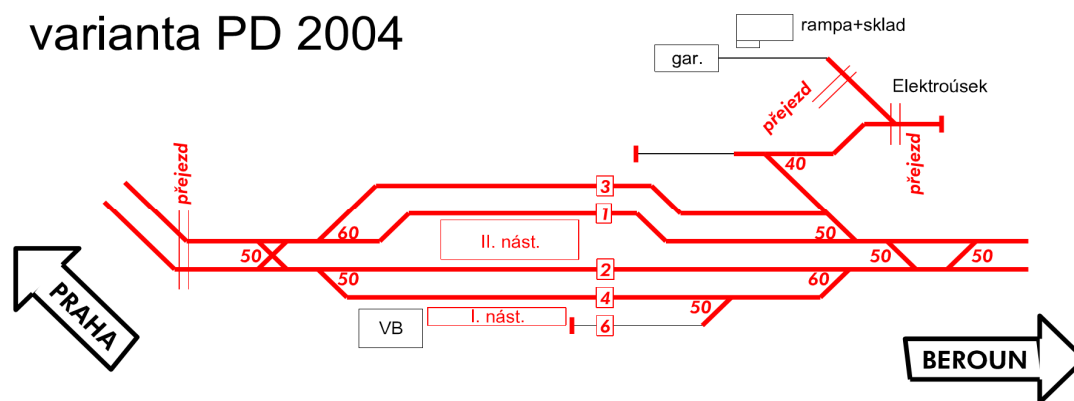 varianta PD 2004
rampa+sklad
gar.
Elektroúsek
přejezd
přejezd
přejezd
40
3
1
60
II. nást.
50
50
50
50
2
50
60
4
50
I. nást.
6
VB
PRAHA
BEROUN